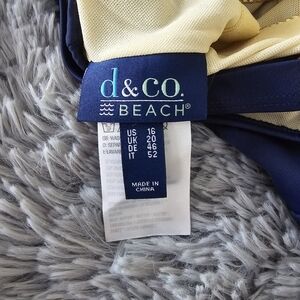 d&co.
BEACH®
US 16
UK 20
DE 46
IT 52
MADE IN
CHINA